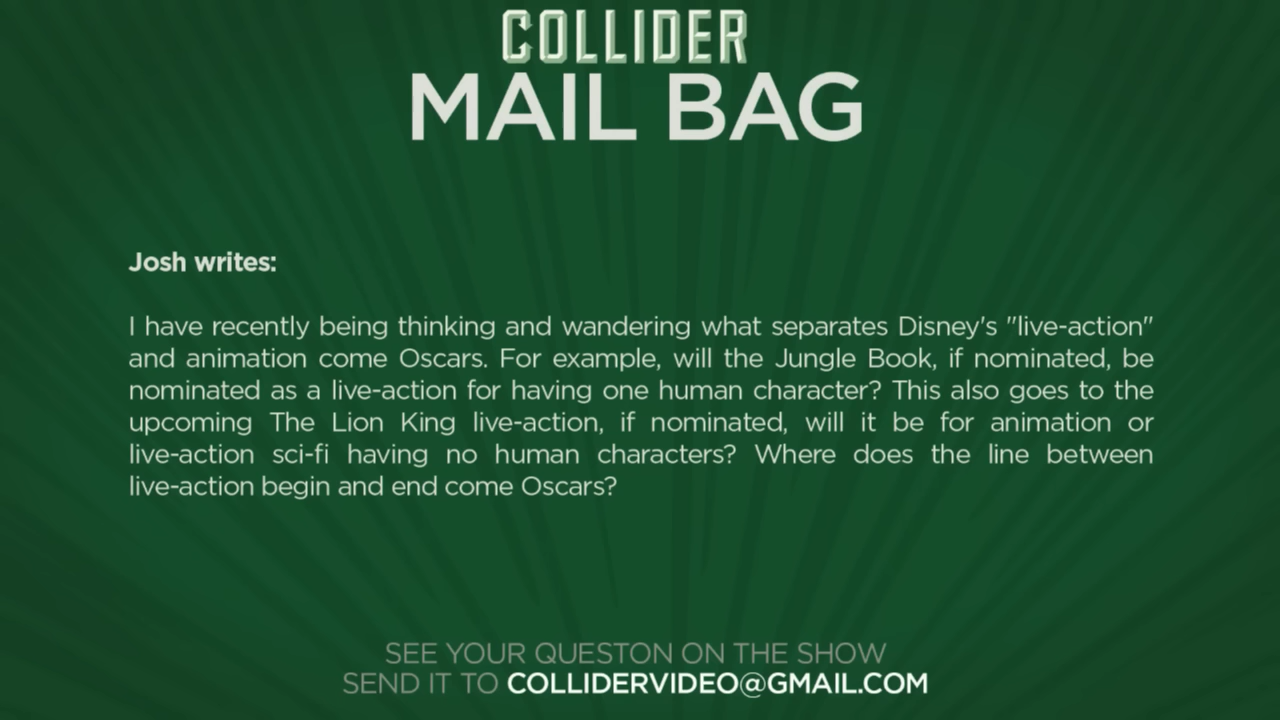 COLLIDER
MAIL BAG
Josh writes:
I have recently being thinking and wandering what separates Disney's "live-action"
and animation come Oscars. For example, will the Jungle Book, if nominated, be
nominated as a live-action for having one human character? This also goes to the
upcoming The Lion King live-action, if nominated, will it be for animation or
live-action sci-fi having no human characters? Where does the line between
live-action begin and end come Oscars?
SEE YOUR QUESTON ON THE SHOW
SEND IT TO COLLIDERVIDEO@GMAIL.COM